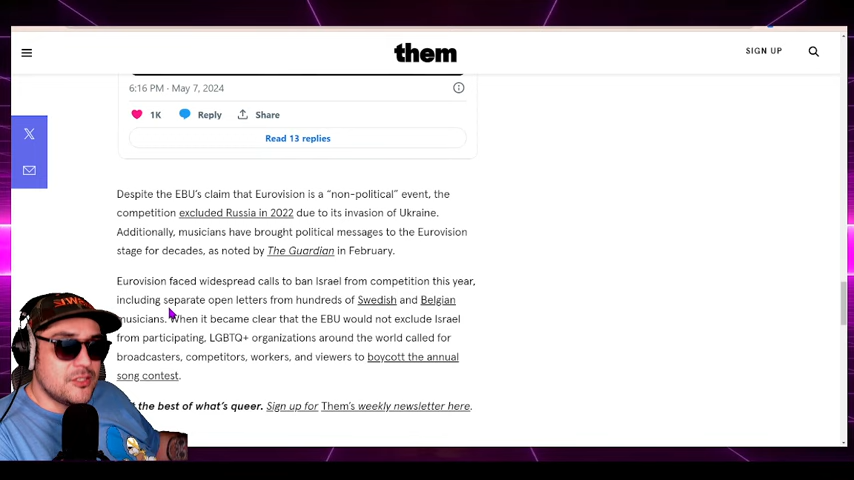 them
SIGN UP
6:16 PM · May 7, 2024
1K Reply Share
Read 13 replies
Despite the EBU's claim that Eurovision is a "non-political" event, the
competition excluded Russia in 2022 due to its invasion of Ukraine.
Additionally, musicians have brought political messages to the Eurovision
stage for decades, as noted by The Guardian in February.
Eurovision faced widespread calls to ban Israel from competition this year,
including separate open letters from hundreds of Swedish and Belgian
musicians. When it became clear that the EBU would not exclude Israel
from participating, LGBTQ+ organizations around the world called for
broadcasters, competitors, workers, and viewers to boycott the annual
song contest.
the best of what's queer. Sign up for Them's weekly newsletter here.